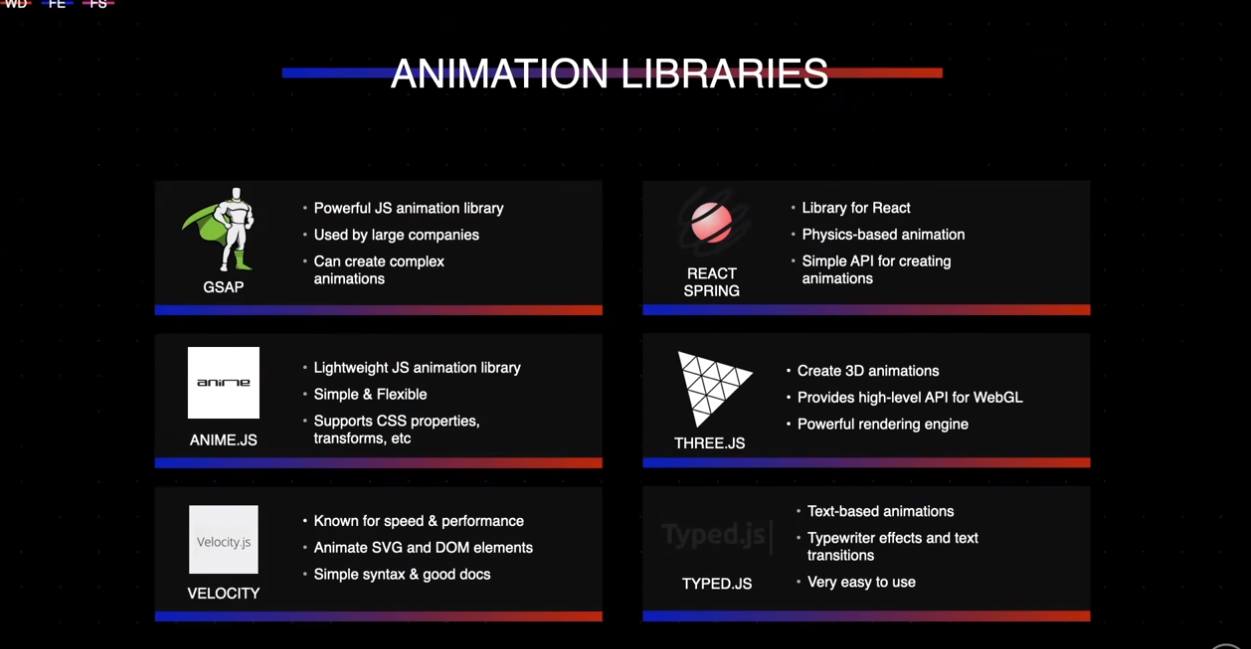 WD FE FS
ANIMATION LIBRARIES
• Powerful JS animation library
• Used by large companies
• Can create complex
animations
GSAP
• Library for React
• Physics-based animation
• Simple API for creating
animations
REACT
SPRING
anime
• Lightweight JS animation library
• Simple & Flexible
• Supports CSS properties,
transforms, etc
ANIME.JS
• Create 3D animations
• Provides high-level API for WebGL
• Powerful rendering engine
THREE.JS
Velocity.js
• Known for speed & performance
• Animate SVG and DOM elements
• Simple syntax & good docs
VELOCITY
Typed.js|
• Text-based animations
• Typewriter effects and text
transitions
• Very easy to use
TYPED.JS